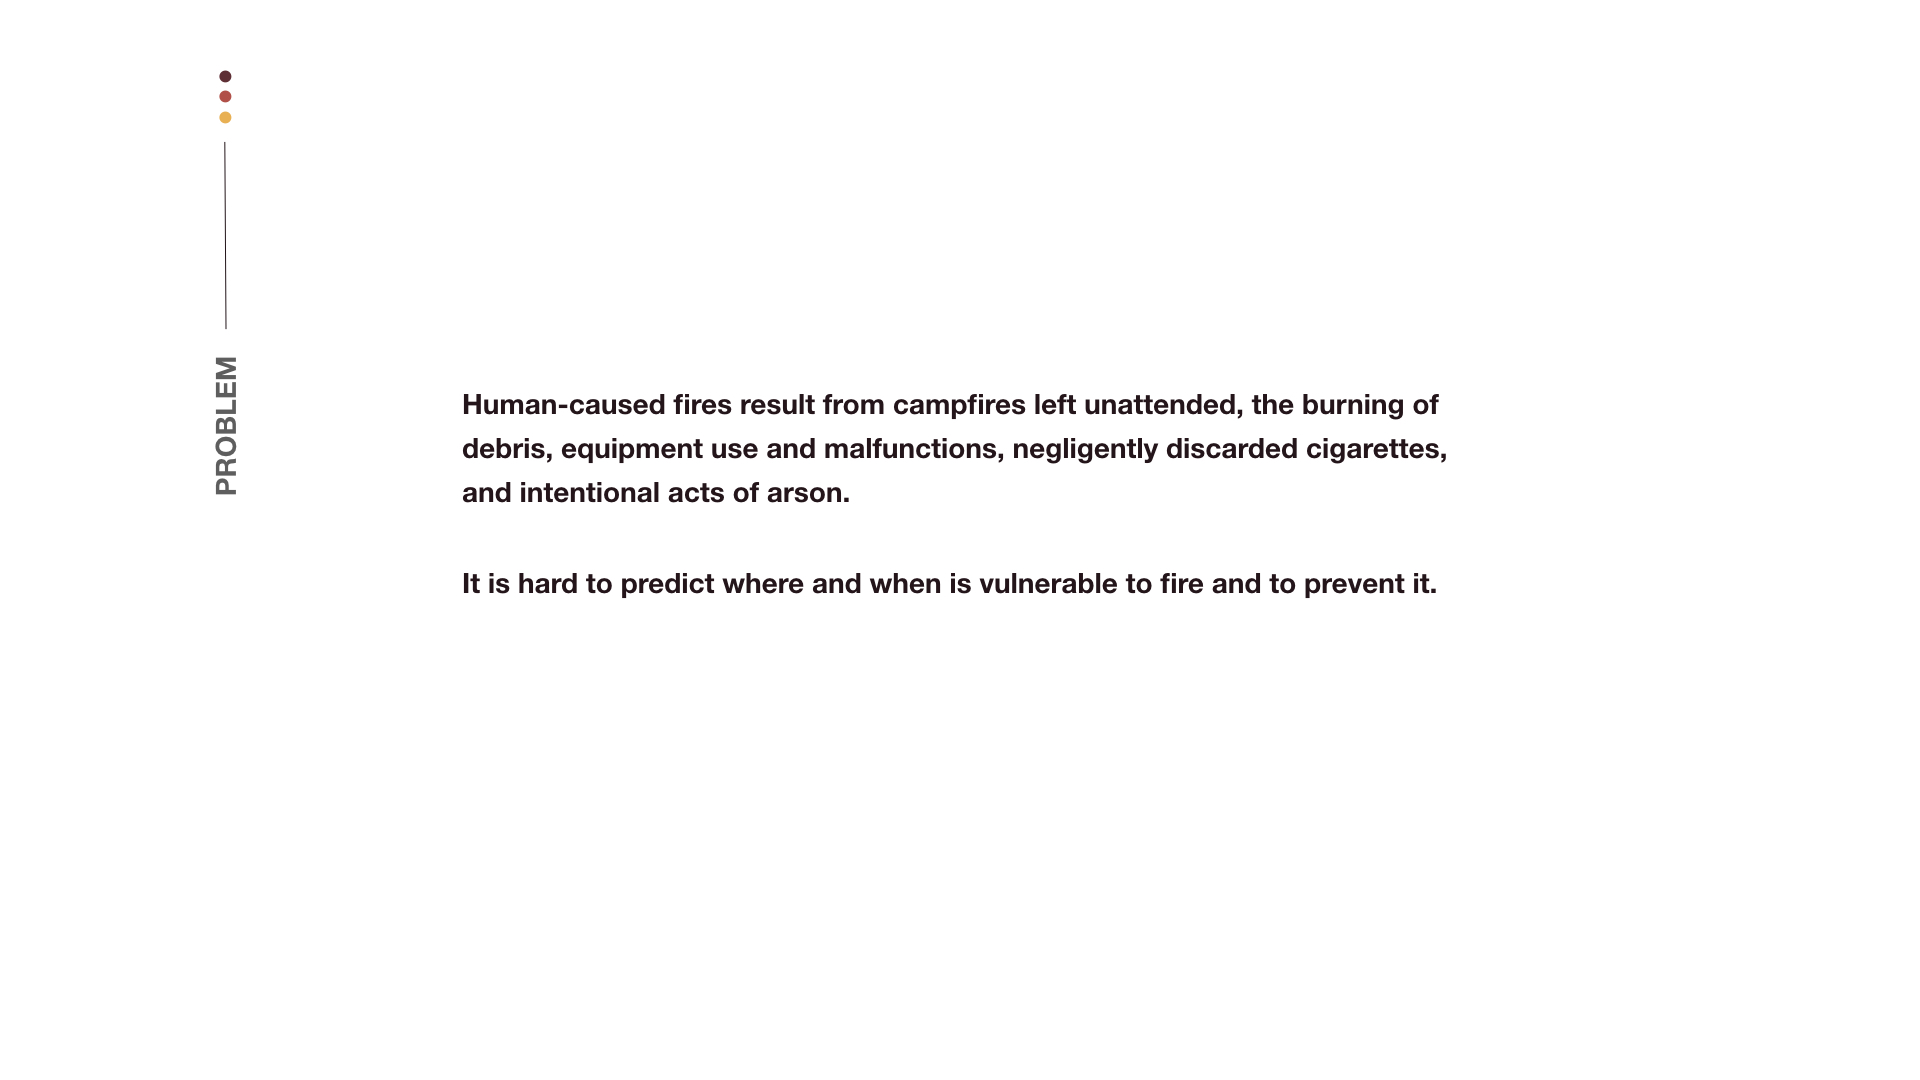 PROBLEM
Human-caused fires result from campfires left unattended, the burning of
debris, equipment use and malfunctions, negligently discarded cigarettes,
and intentional acts of arson.
It is hard to predict where and when is vulnerable to fire and to prevent it.